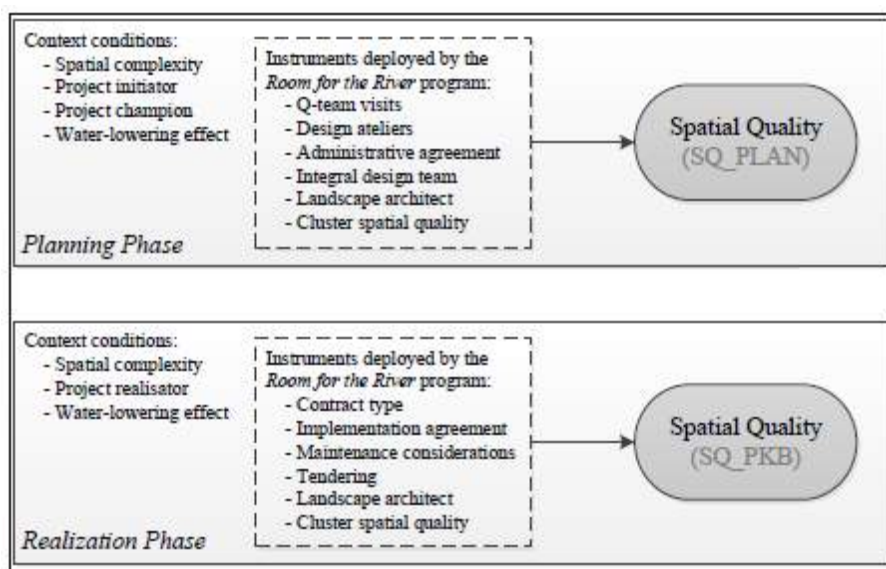 Context conditions:
- Spatial complexity
- Project initiator
- Project champion
- Water-lowering effect
Planning Phase
Instruments deployed by the
Room for the River program:
- Q-team visits
- Design ateliers
- Administrative agreement
- Integral design team
- Landscape architect
- Cluster spatial quality
Spatial Quality
(SQ_PLAN)
Context conditions:
- Spatial complexity
- Project realisator
- Water-lowering effect
Realization Phase
Instruments deployed by the
Room for the River program:
- Contract type
- Implementation agreement
- Maintenance considerations
- Tendering
- Landscape architect
- Cluster spatial quality
Spatial Quality
(SQ_PKB)